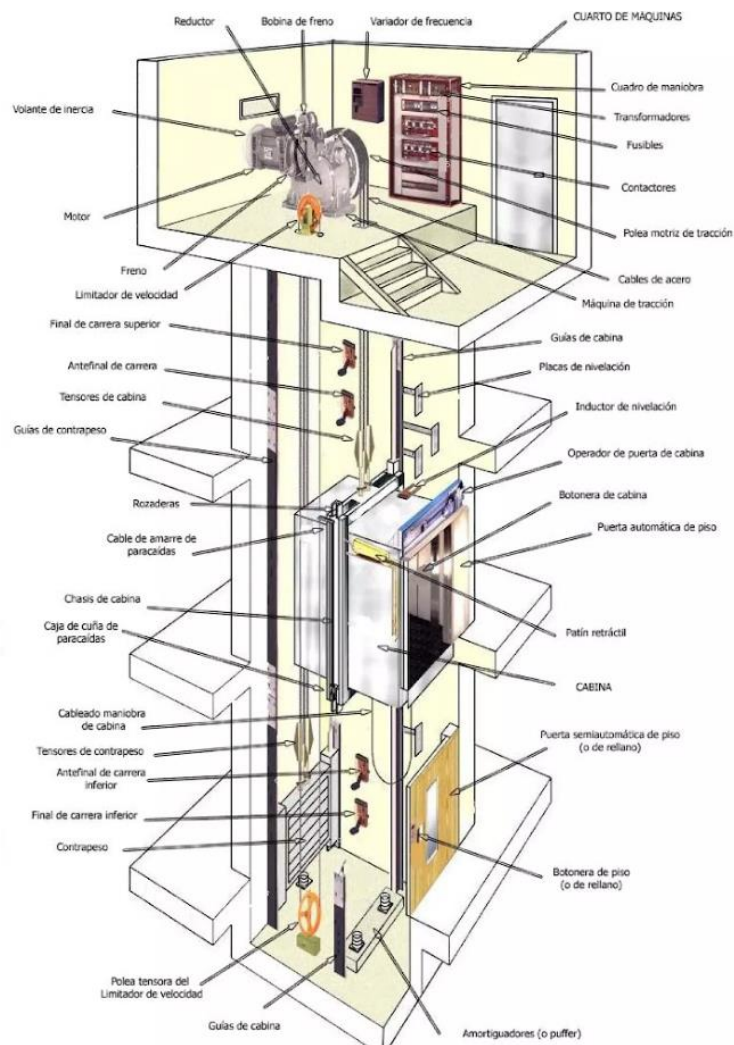 Reductor
Bobina de freno
Variador de frecuencia
CUARTO DE MÁQUINAS
Volante de inercia
Cuadro de maniobra
Transformadores
Fusibles
Contactores
Motor
Polea motriz de tracción
Freno
Cables de acero
Limitador de velocidad
Máquina de tracción
Final de carrera superior
Guías de cabina
Antefinal de carrera
Placas de nivelación
Tensores de cabina
Inductor de nivelación
Guías de contrapeso
Operador de puerta de cabina
Rozaderas
Botonera de cabina
Cable de amarre de
paracaídas
Puerta automática de piso
Chasis de cabina
Caja de cuña de
paracaídas
Patín retráctil
CABINA
Cableado maniobra
de cabina
Puerta semiautomática de piso
(o de rellano)
Tensores de contrapeso
Antefinal de carrera
inferior
Final de carrera inferior
Contrapeso
Botonera de piso
(o de rellano)
Polea tensora del
Limitador de velocidad
Guías de cabina
Amortiguadores (o puffer)